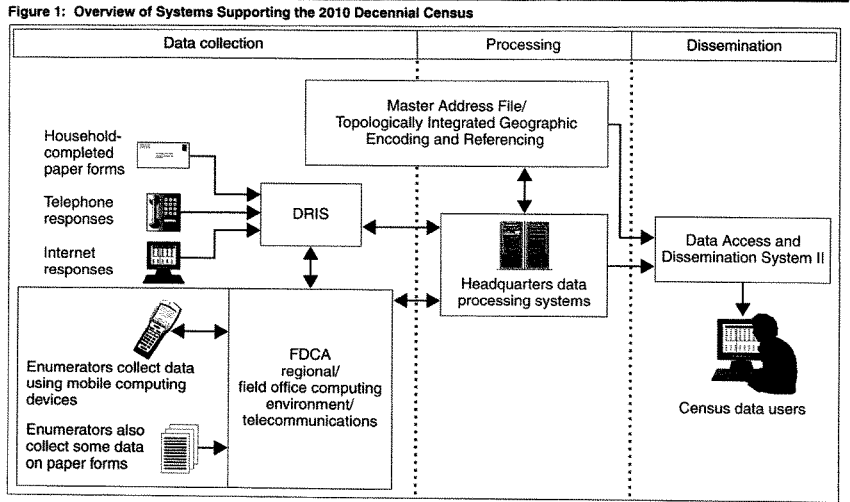 Figure 1: Overview of Systems Supporting the 2010 Decennial Census
Data collection
Processing
Dissemination
Master Address File/
Topologically Integrated Geographic
Encoding and Referencing
Household-
completed
paper forms
Telephone
responses
Internet
responses
DRIS
Headquarters data
processing systems
Data Access and
Dissemination System II
Enumerators collect data
using mobile computing
devices
Enumerators also
collect some data
on paper forms
FDCA
regional/
field office computing
environment/
telecommunications
Census data users